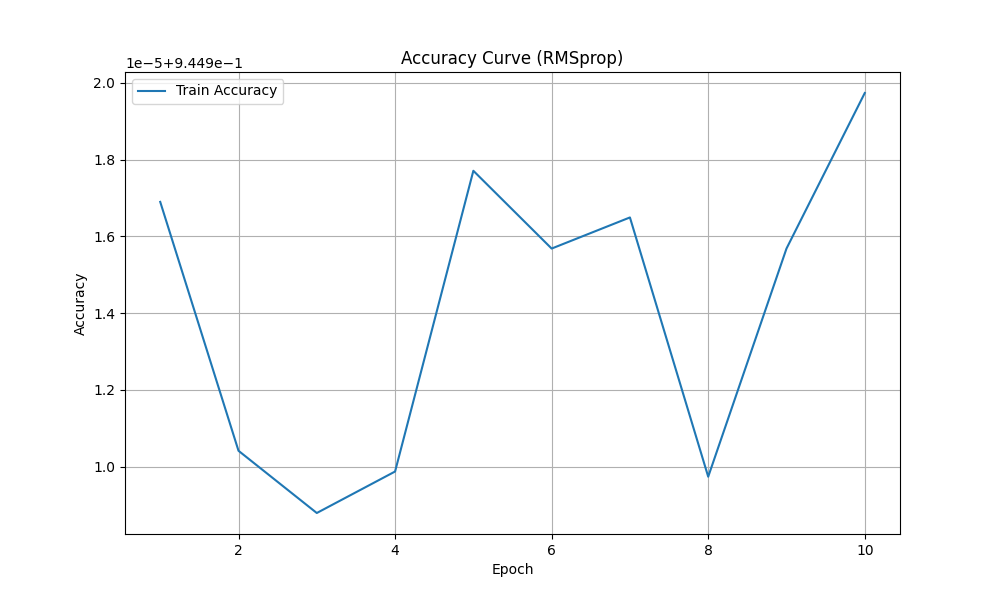 Accuracy Curve (RMSprop)
1e−5+9.449e−1
Train Accuracy
2.0
1.8
1.6
1.4
1.2
1.0
Accuracy
2 4 6 8 10
Epoch